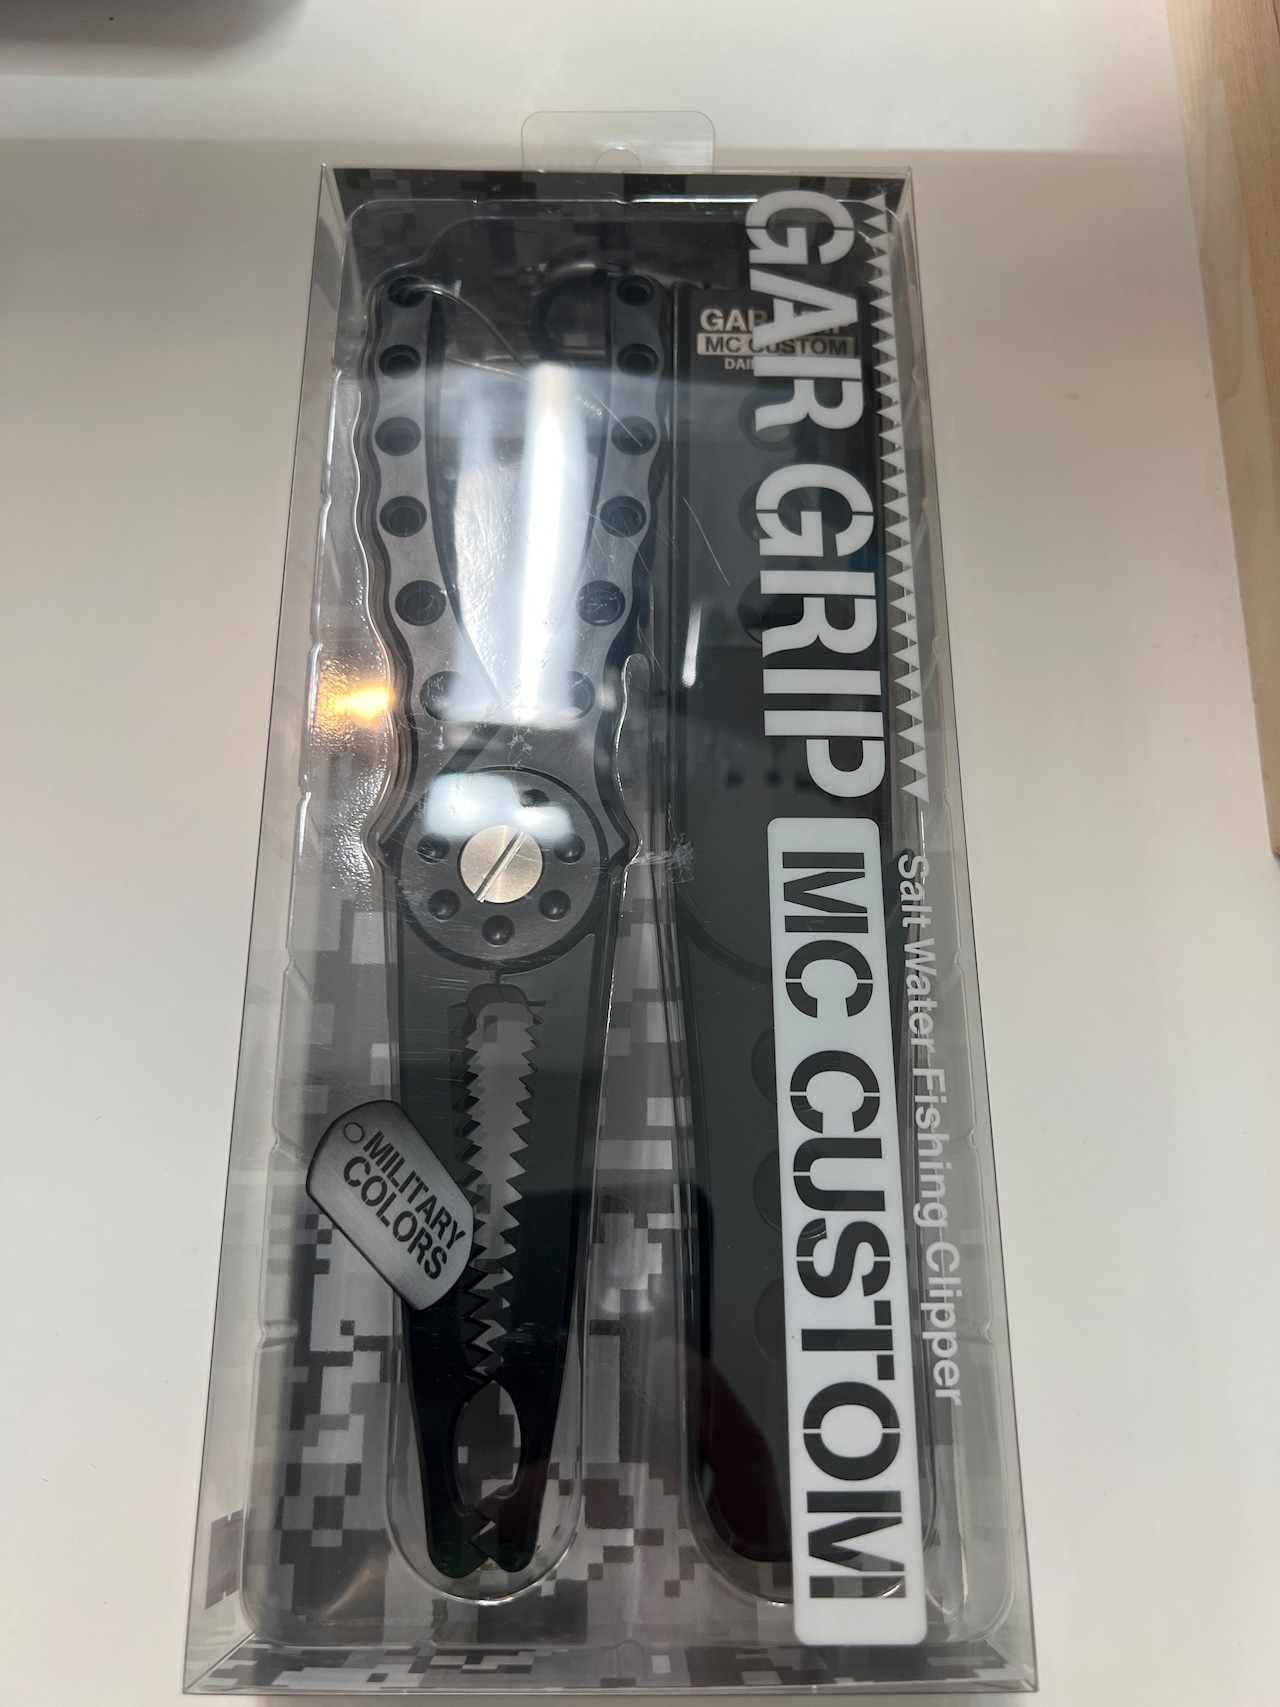 GAR GRIP
MC CUSTOM
Salt Water Fishing Clipper
MC CUSTOM
MILITARY
COLORS